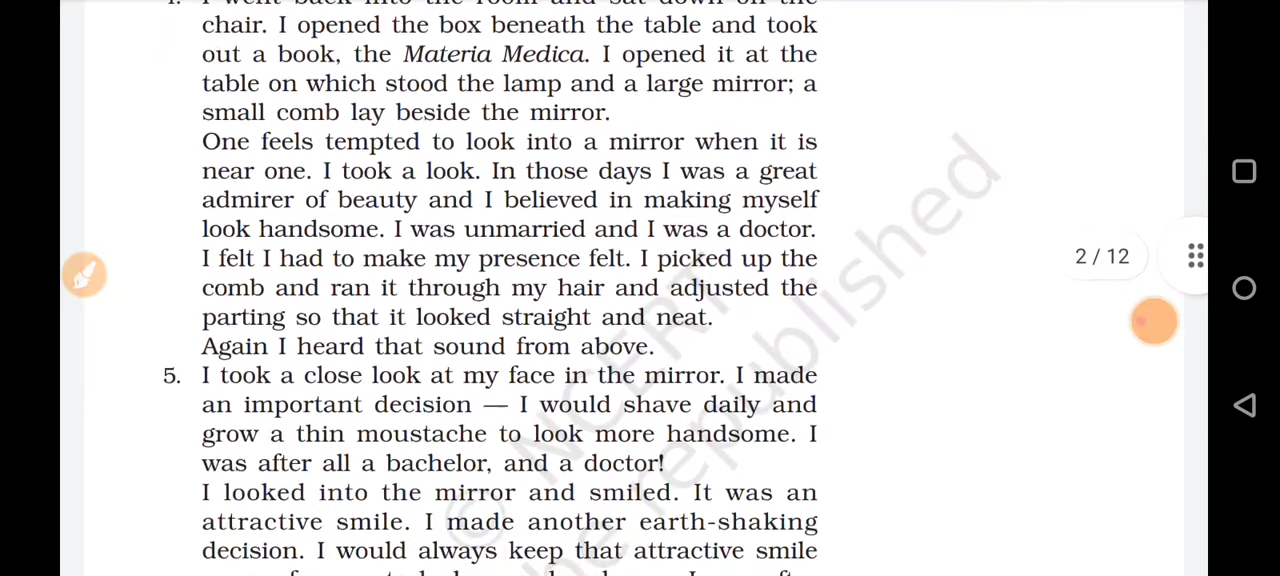 4. I went back into the room and sat down on the
chair. I opened the box beneath the table and took
out a book, the Materia Medica. I opened it at the
table on which stood the lamp and a large mirror; a
small comb lay beside the mirror.
One feels tempted to look into a mirror when it is
near one. I took a look. In those days I was a great
admirer of beauty and I believed in making myself
look handsome. I was unmarried and I was a doctor.
I felt I had to make my presence felt. I picked up the
comb and ran it through my hair and adjusted the
parting so that it looked straight and neat.
Again I heard that sound from above.
5. I took a close look at my face in the mirror. I made
an important decision — I would shave daily and
grow a thin moustache to look more handsome. I
was after all a bachelor, and a doctor!
I looked into the mirror and smiled. It was an
attractive smile. I made another earth-shaking
decision. I would always keep that attractive smile
2 / 12
© NCERT
be republished